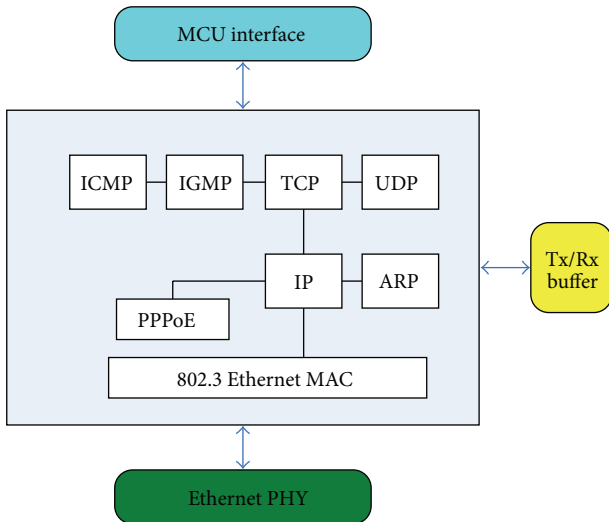 MCU interface
ICMP
IGMP
TCP
UDP
Tx/Rx
buffer
IP
ARP
PPPoE
802.3 Ethernet MAC
Ethernet PHY